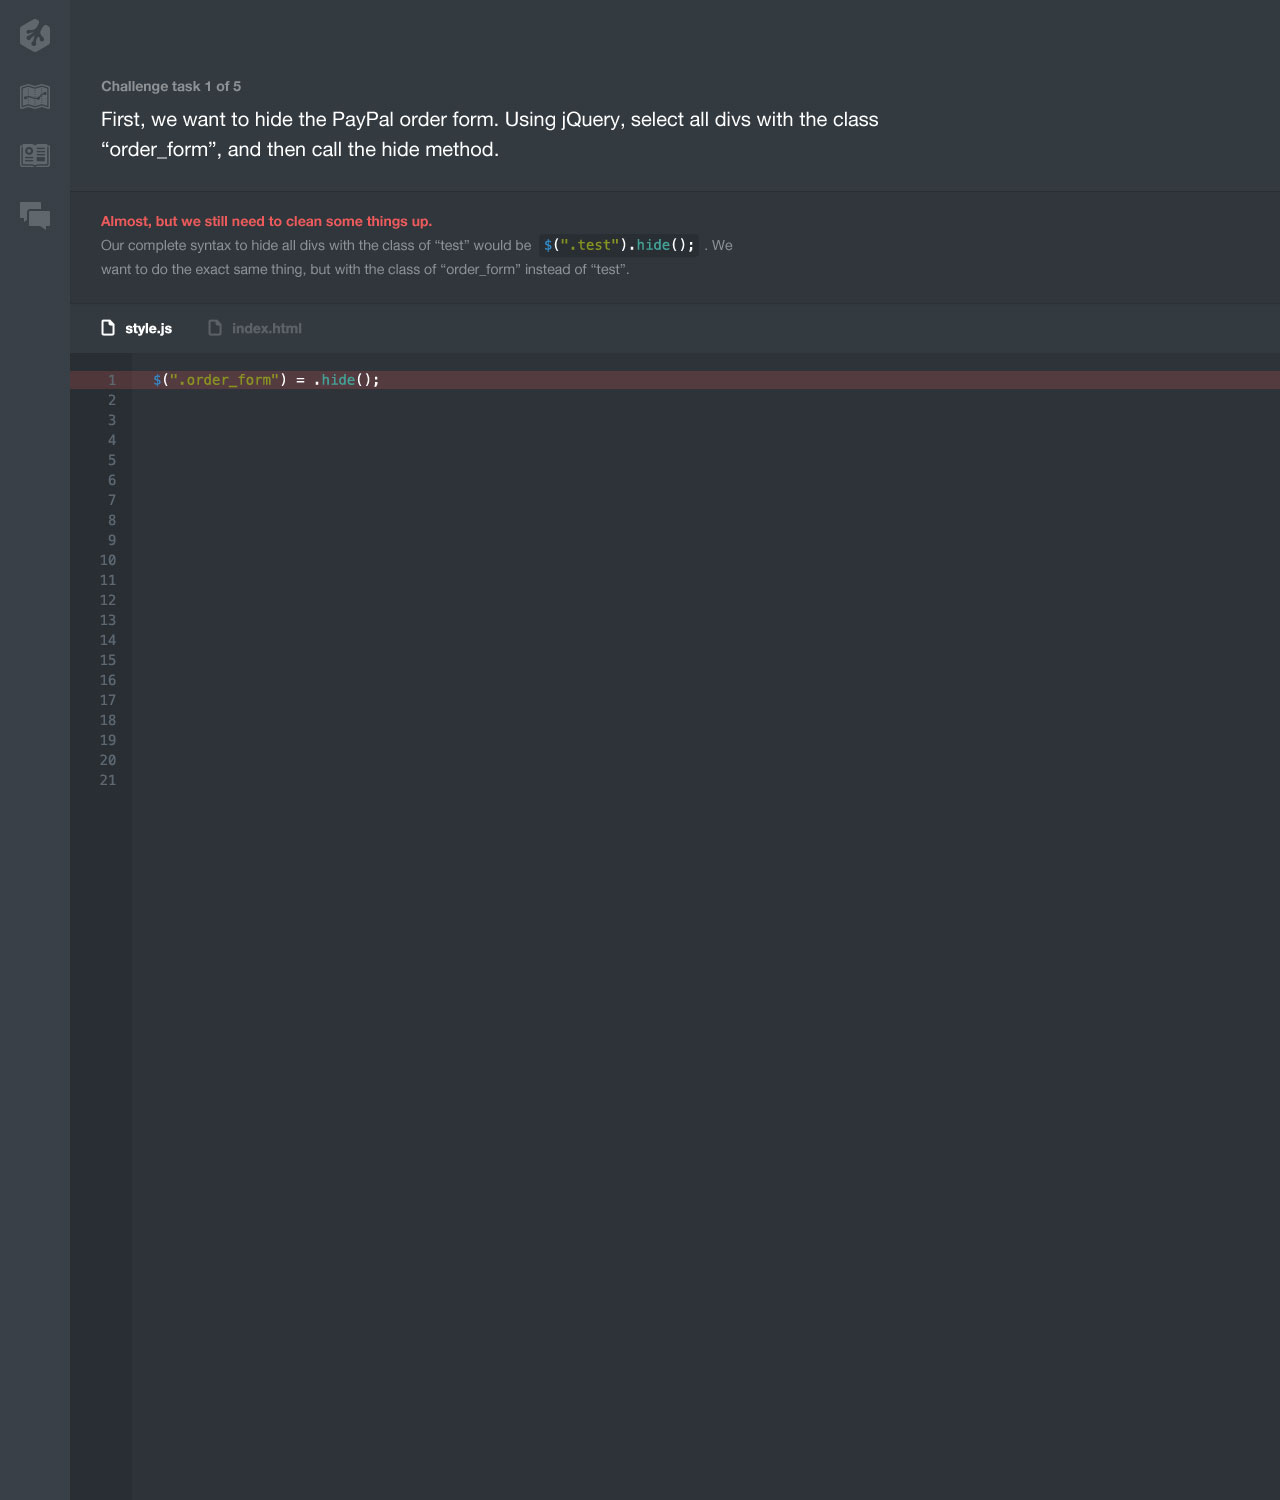 Challenge task 1 of 5
First, we want to hide the PayPal order form. Using jQuery, select all divs with the class
“order_form”, and then call the hide method.
Almost, but we still need to clean some things up.
Our complete syntax to hide all divs with the class of “test” would be $(".test").hide(); . We
want to do the exact same thing, but with the class of “order_form” instead of “test”.
style.js index.html
1 $(".order_form") = .hide();
2
3
4
5
6
7
8
9
10
11
12
13
14
15
16
17
18
19
20
21